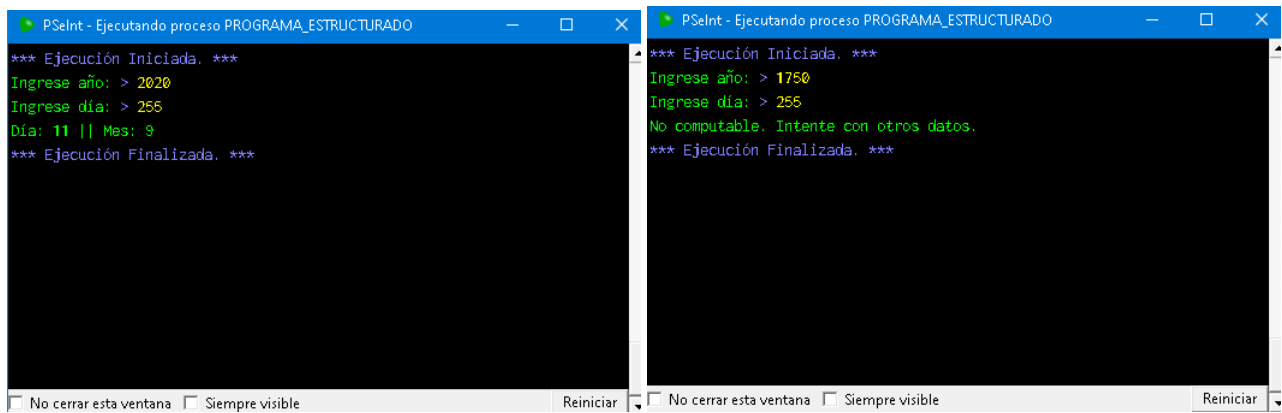 PSeInt - Ejecutando proceso PROGRAMA_ESTRUCTURADO
*** Ejecución Iniciada. ***
Ingrese año: > 2020
Ingrese día: > 255
Día: 11 || Mes: 9
*** Ejecución Finalizada. ***
No cerrar esta ventana Siempre visible Reiniciar
PSeInt - Ejecutando proceso PROGRAMA_ESTRUCTURADO
*** Ejecución Iniciada. ***
Ingrese año: > 1750
Ingrese día: > 255
No computable. Intente con otros datos.
*** Ejecución Finalizada. ***
No cerrar esta ventana Siempre visible Reiniciar